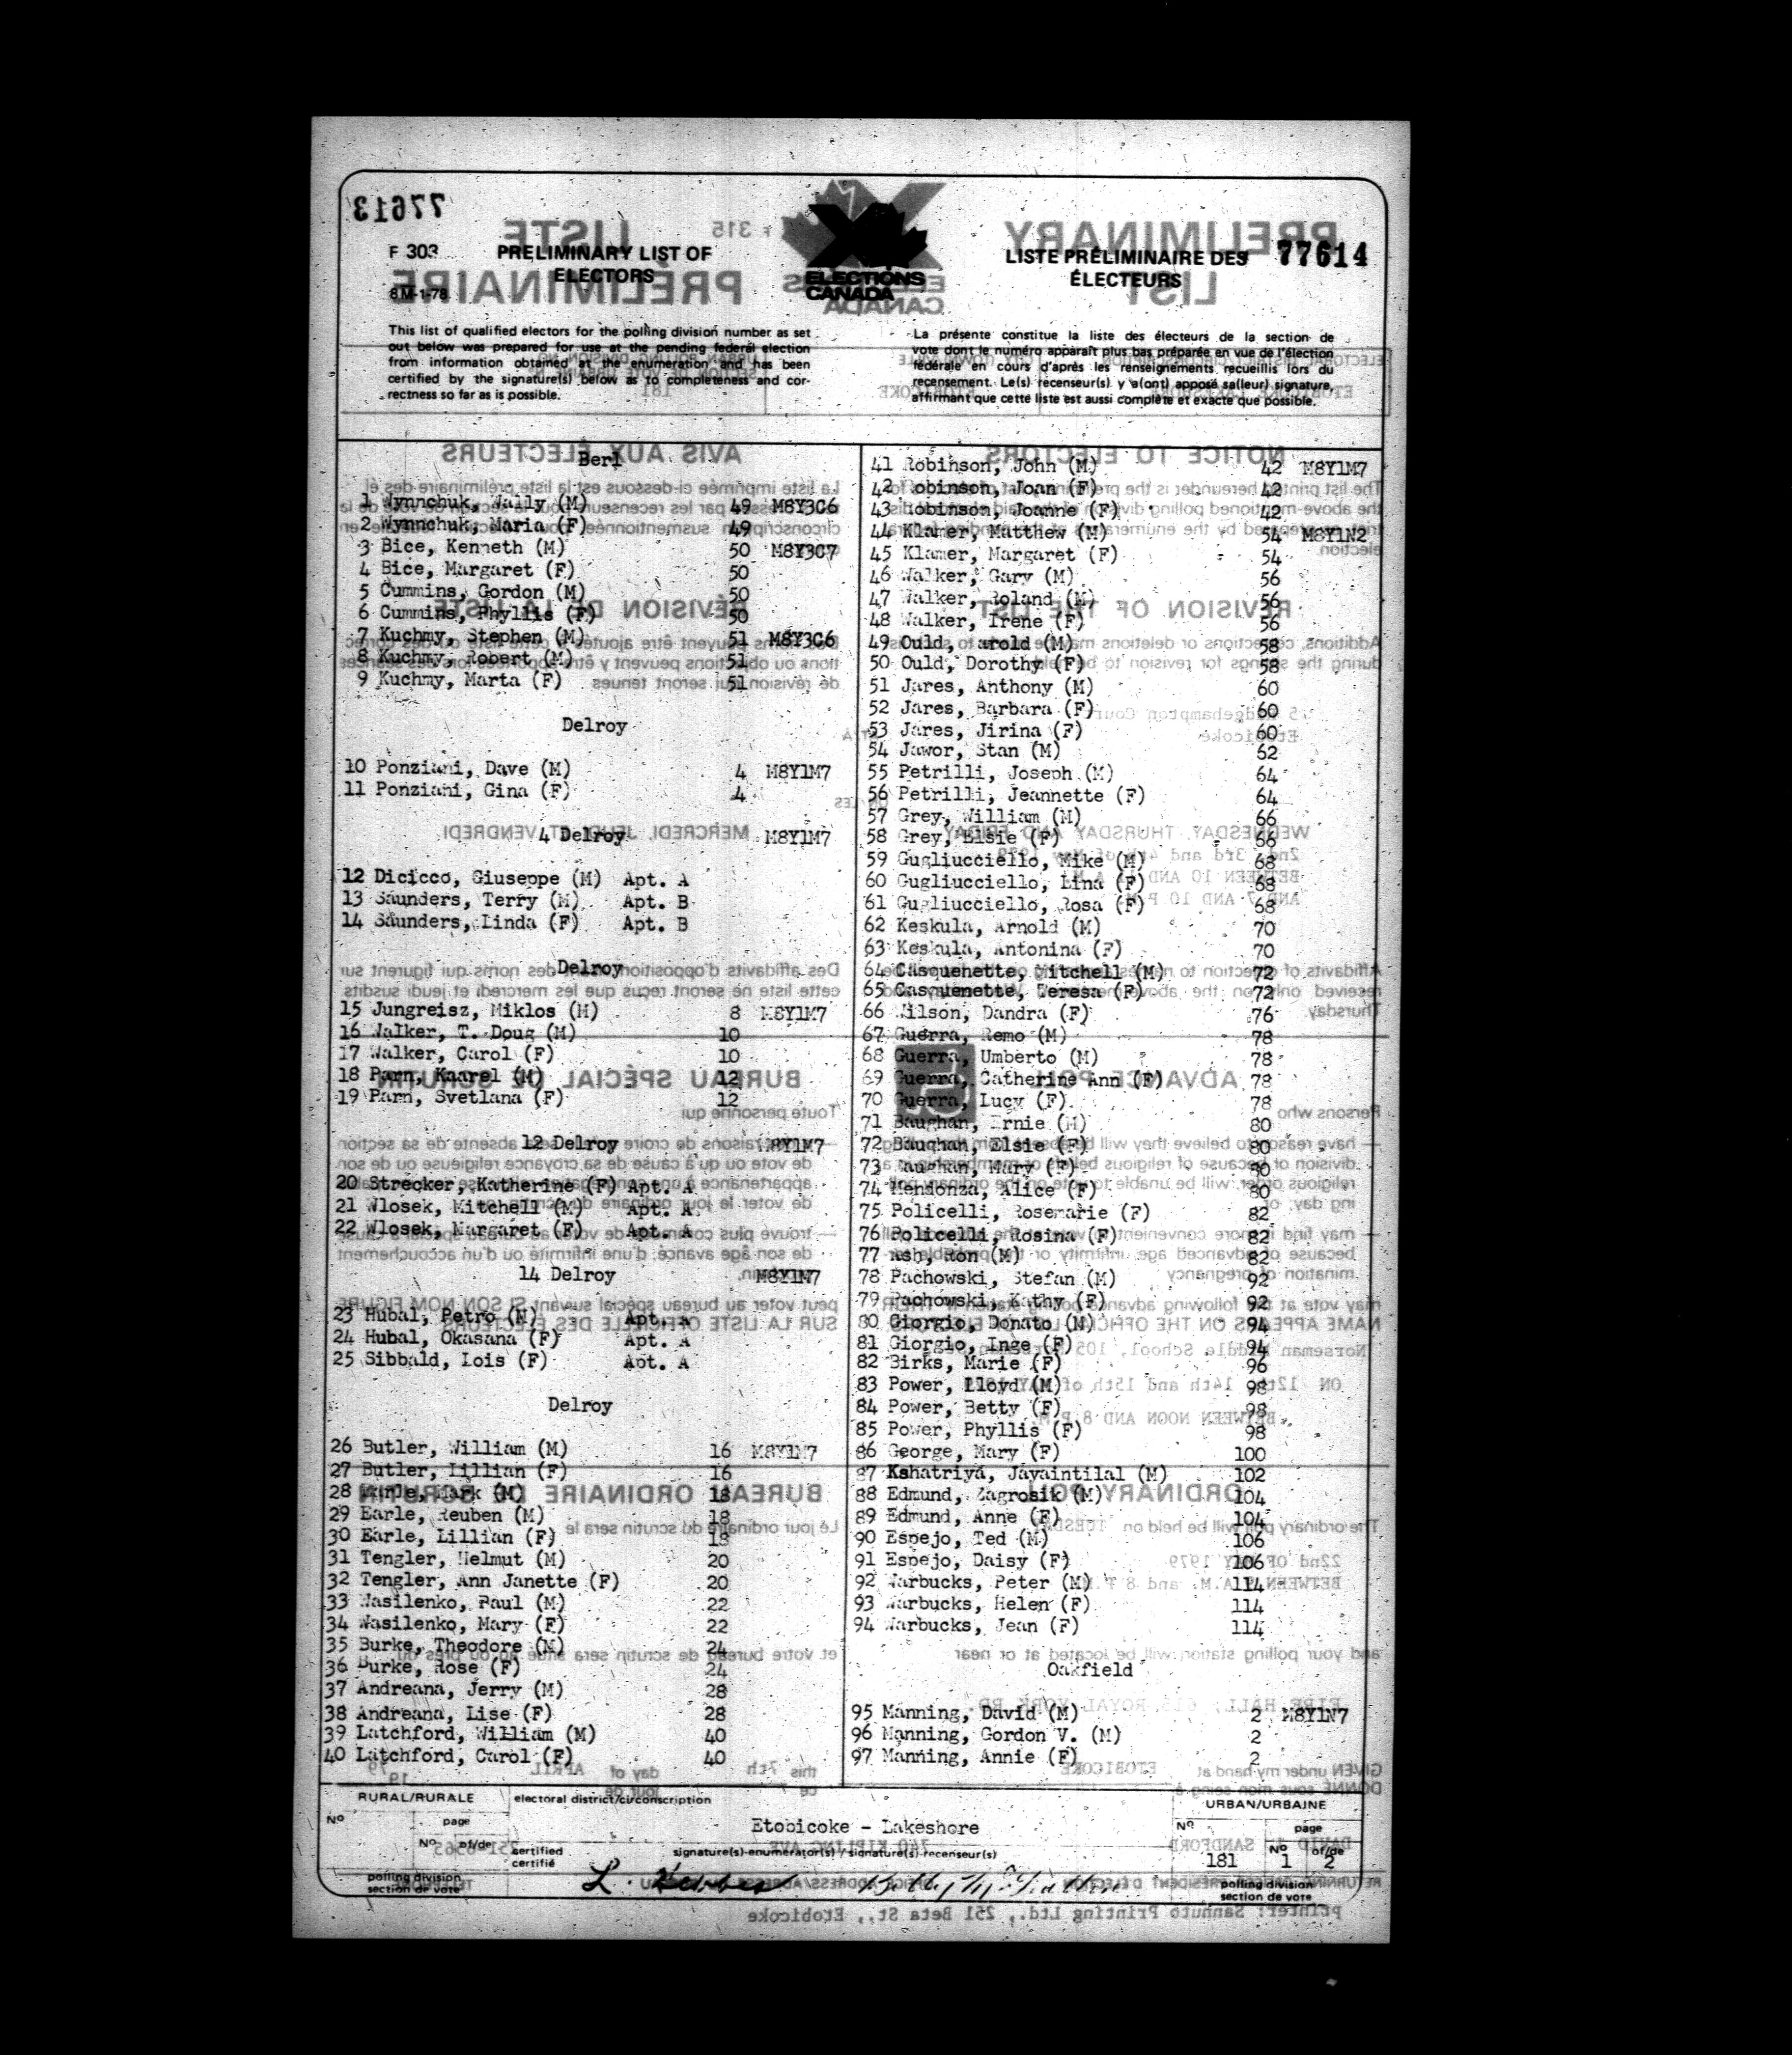 77614
F 303
PRELIMINARY LIST OF
ELECTORS
8M-1-78
ELECTIONS
CANADA
LISTE PRÉLIMINAIRE DES
ÉLECTEURS
This list of qualified electors for the polling division number as set
out below was prepared for use at the pending federal election
from information obtained at the enumeration and has been
certified by the signature(s) below as to completeness and cor-
rectness so far as is possible.
La présente constitue la liste des électeurs de la section de
vote dont le numéro apparaît plus bas préparée en vue de l'élection
fédérale en cours d'après les renseignements recueillis lors du
recensement. Le(s) recenseur(s) y a(ont) apposé sa(leur) signature,
affirmant que cette liste est aussi complète et exacte que possible.
Berl
1 Wynnchuk, Wally (M) 49 M8Y3C6
2 Wynnchuk, Maria (F) 49
3 Bice, Kenneth (M) 50 M8Y3C7
4 Bice, Margaret (F) 50
5 Cummins, Gordon (M) 50
6 Cummins, Phyllis (F) 50
7 Kuchmy, Stephen (M) 51 M8Y3C6
8 Kuchmy, Robert (M) 51
9 Kuchmy, Marta (F) 51
Delroy
10 Ponziani, Dave (M) 4 M8Y1M7
11 Ponziani, Gina (F) 4
4 Delroy M8Y1M7
12 Dicicco, Giuseppe (M) Apt. A
13 Saunders, Terry (M) Apt. B
14 Saunders, Linda (F) Apt. B
Delroy
15 Jungreisz, Miklos (M) 8 M8Y1M7
16 Walker, T. Doug (M) 10
17 Walker, Carol (F) 10
18 Parn, Kaarel (M) 12
19 Parn, Svetlana (F) 12
12 Delroy M8Y1M7
20 Strecker, Katherine (F) Apt. A
21 Wlosek, Mitchell (M) Apt. A
22 Wlosek, Margaret (F) Apt. A
14 Delroy M8Y1M7
23 Hubal, Petro (M) Apt. A
24 Hubal, Okasana (F) Apt. A
25 Sibbald, Lois (F) Apt. A
Delroy
26 Butler, William (M) 16 M8Y1M7
27 Butler, Lillian (F) 16
28 Earle, Mark (M) 18
29 Earle, Reuben (M) 18
30 Earle, Lillian (F) 18
31 Tengler, Helmut (M) 20
32 Tengler, Ann Janette (F) 20
33 Wasilenko, Paul (M) 22
34 Wasilenko, Mary (F) 22
35 Burke, Theodore (M) 24
36 Burke, Rose (F) 24
37 Andreana, Jerry (M) 28
38 Andreana, Lise (F) 28
39 Latchford, William (M) 40
40 Latchford, Carol (F) 40
41 Robinson, John (M) 42 M8Y1M7
42 Robinson, Joan (F) 42
43 Robinson, Joanne (F) 42
44 Klamer, Matthew (M) 54 M8Y1N2
45 Klamer, Margaret (F) 54
46 Walker, Gary (M) 56
47 Walker, Roland (M) 56
48 Walker, Irene (F) 56
49 Ould, Harold (M) 58
50 Ould, Dorothy (F) 58
51 Jares, Anthony (M) 60
52 Jares, Barbara (F) 60
53 Jares, Jirina (F) 60
54 Jawor, Stan (M) 62
55 Petrilli, Joseph (M) 64
56 Petrilli, Jeannette (F) 64
57 Grey, William (M) 66
58 Grey, Elsie (F) 66
59 Gugliucciello, Mike (M) 68
60 Gugliucciello, Lina (F) 68
61 Gugliucciello, Rosa (F) 68
62 Keskula, Arnold (M) 70
63 Keskula, Antonina (F) 70
64 Casquenette, Mitchell (M) 72
65 Casquenette, Teresa (F) 72
66 Wilson, Dandra (F) 76
67 Guerra, Remo (M) 78
68 Guerra, Umberto (M) 78
69 Guerra, Catherine Ann (F) 78
70 Guerra, Lucy (F) 78
71 Baughan, Ernie (M) 80
72 Baughan, Elsie (F) 80
73 Baughan, Mary (F) 80
74 Mendonza, Alice (F) 80
75 Policelli, Rosemarie (F) 82
76 Policelli, Rosina (F) 82
77 Ash, Ron (M) 82
78 Pachowski, Stefan (M) 92
79 Pachowski, Kathy (F) 92
80 Giorgio, Donato (M) 94
81 Giorgio, Inge (F) 94
82 Birks, Marie (F) 96
83 Power, Lloyd (M) 98
84 Power, Betty (F) 98
85 Power, Phyllis (F) 98
86 George, Mary (F) 100
87 Kshatriya, Jayaintilal (M) 102
88 Edmund, Zagrosik (M) 104
89 Edmund, Anne (F) 104
90 Espejo, Ted (M) 106
91 Espejo, Daisy (F) 106
92 Warbucks, Peter (M) 114
93 Warbucks, Helen (F) 114
94 Warbucks, Jean (F) 114
Oakfield
95 Manning, David (M) 2 M8Y1N7
96 Manning, Gordon V. (M) 2
97 Manning, Annie (F) 2
RURAL/RURALE
No
page
No of/de
polling division
section de vote
electoral district/circonscription
Etobicoke - Lakeshore
certified
certifié
signature(s)-enumerator(s) / signature(s)-recenseur(s)
L.
URBAN/URBAINE
No page
No of/de
181 1 2
polling division
section de vote